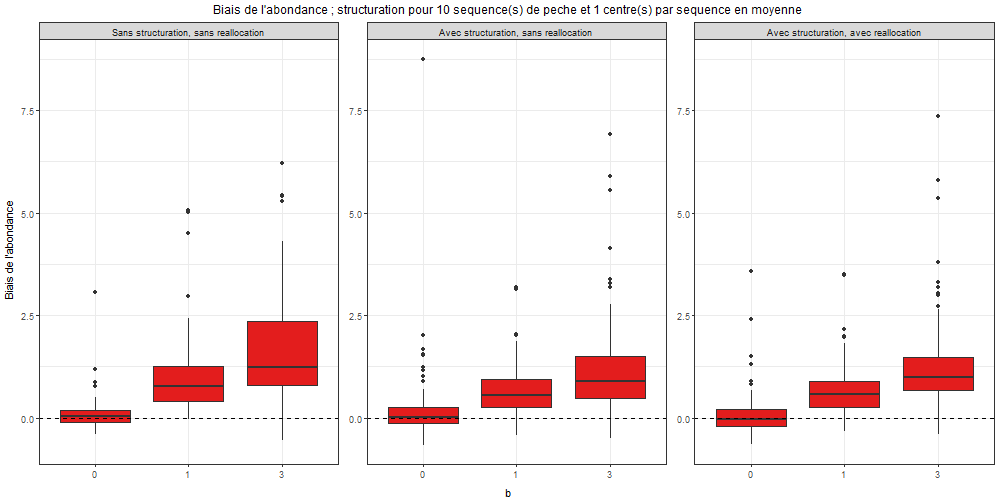 Biais de l'abondance ; structuration pour 10 sequence(s) de peche et 1 centre(s) par sequence en moyenne
Sans structuration, sans reallocation
Avec structuration, sans reallocation
Avec structuration, avec reallocation
Biais de l'abondance
7.5
5.0
2.5
0.0
7.5
5.0
2.5
0.0
7.5
5.0
2.5
0.0
0 1 3
0 1 3
0 1 3
b